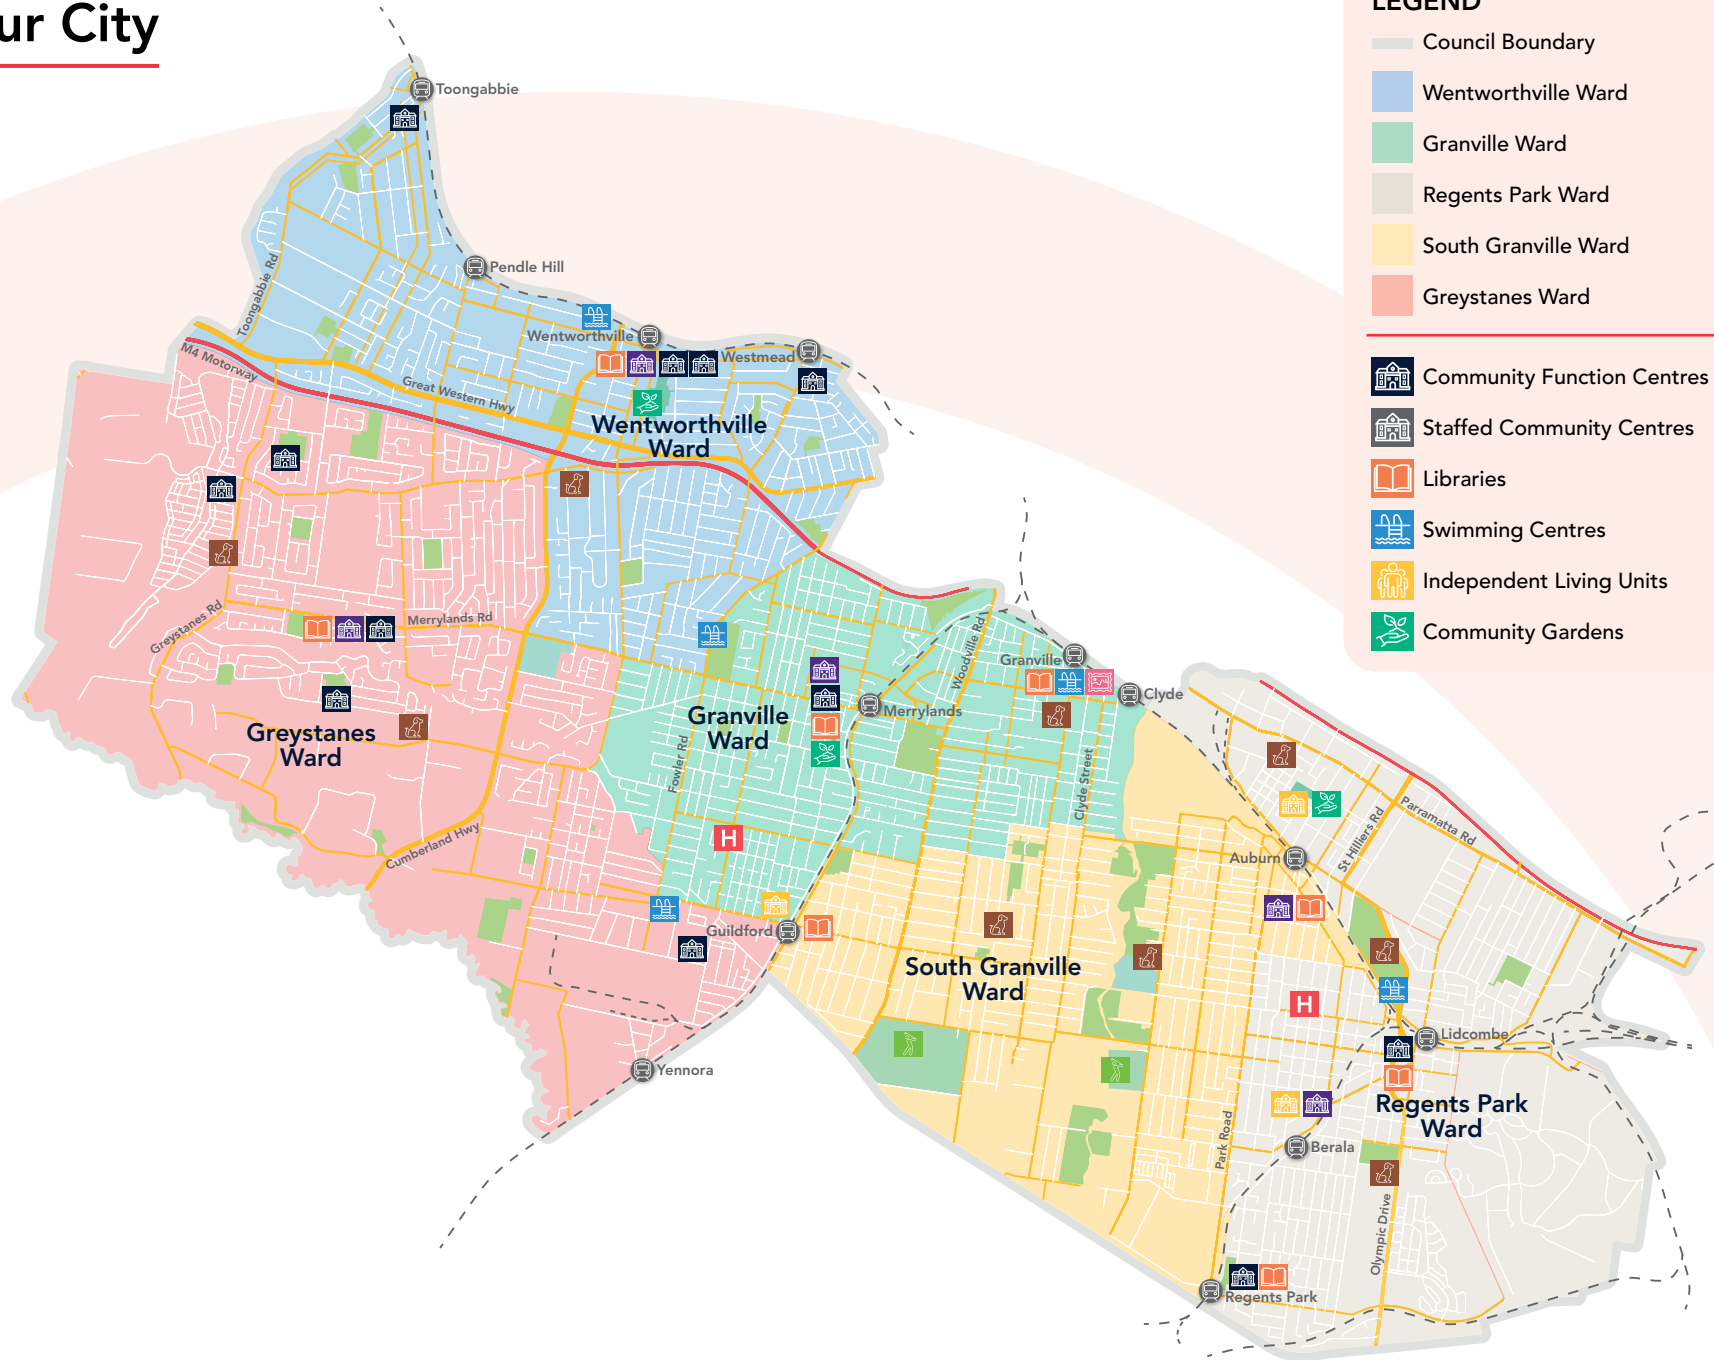 ur City
LEGEND
Council Boundary
Wentworthville Ward
Granville Ward
Regents Park Ward
South Granville Ward
Greystanes Ward
Community Function Centres
Staffed Community Centres
Libraries
Swimming Centres
Independent Living Units
Community Gardens
Toongabbie
Toongabbie Rd
Pendle Hill
Wentworthville
Westmead
M4 Motorway
Great Western Hwy
Wentworthville
Ward
Greystanes Rd
Merrylands Rd
Woodville Rd
Granville
Clyde
Merrylands
Granville
Ward
Greystanes
Ward
Fowler Rd
Clyde Street
Cumberland Hwy
H
Parramatta Rd
St Hilliers Rd
Auburn
Guildford
South Granville
Ward
H
Lidcombe
Yennora
Regents Park
Ward
Park Road
Berala
Olympic Drive
Regents Park